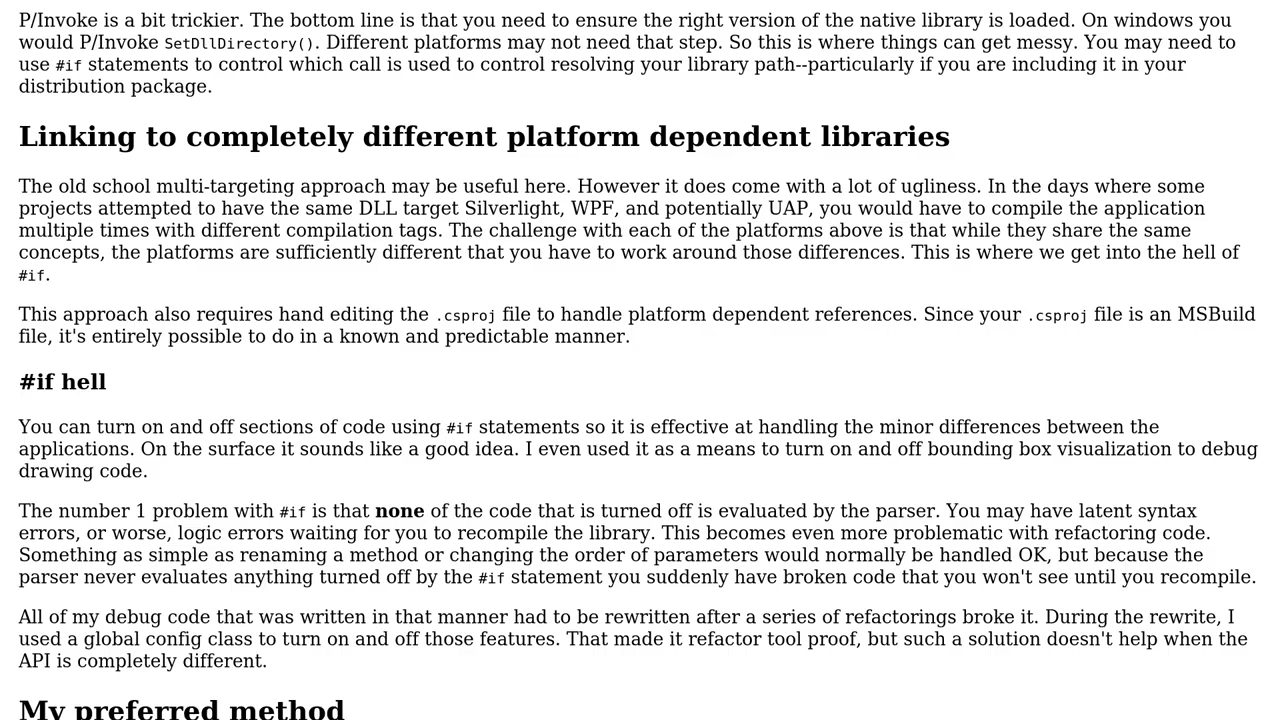 P/Invoke is a bit trickier. The bottom line is that you need to ensure the right version of the native library is loaded. On windows you
would P/Invoke SetDllDirectory(). Different platforms may not need that step. So this is where things can get messy. You may need to
use #if statements to control which call is used to control resolving your library path--particularly if you are including it in your
distribution package.
Linking to completely different platform dependent libraries
The old school multi-targeting approach may be useful here. However it does come with a lot of ugliness. In the days where some
projects attempted to have the same DLL target Silverlight, WPF, and potentially UAP, you would have to compile the application
multiple times with different compilation tags. The challenge with each of the platforms above is that while they share the same
concepts, the platforms are sufficiently different that you have to work around those differences. This is where we get into the hell of
#if.
This approach also requires hand editing the .csproj file to handle platform dependent references. Since your .csproj file is an MSBuild
file, it's entirely possible to do in a known and predictable manner.
#if hell
You can turn on and off sections of code using #if statements so it is effective at handling the minor differences between the
applications. On the surface it sounds like a good idea. I even used it as a means to turn on and off bounding box visualization to debug
drawing code.
The number 1 problem with #if is that none of the code that is turned off is evaluated by the parser. You may have latent syntax
errors, or worse, logic errors waiting for you to recompile the library. This becomes even more problematic with refactoring code.
Something as simple as renaming a method or changing the order of parameters would normally be handled OK, but because the
parser never evaluates anything turned off by the #if statement you suddenly have broken code that you won't see until you recompile.
All of my debug code that was written in that manner had to be rewritten after a series of refactorings broke it. During the rewrite, I
used a global config class to turn on and off those features. That made it refactor tool proof, but such a solution doesn't help when the
API is completely different.
My preferred method